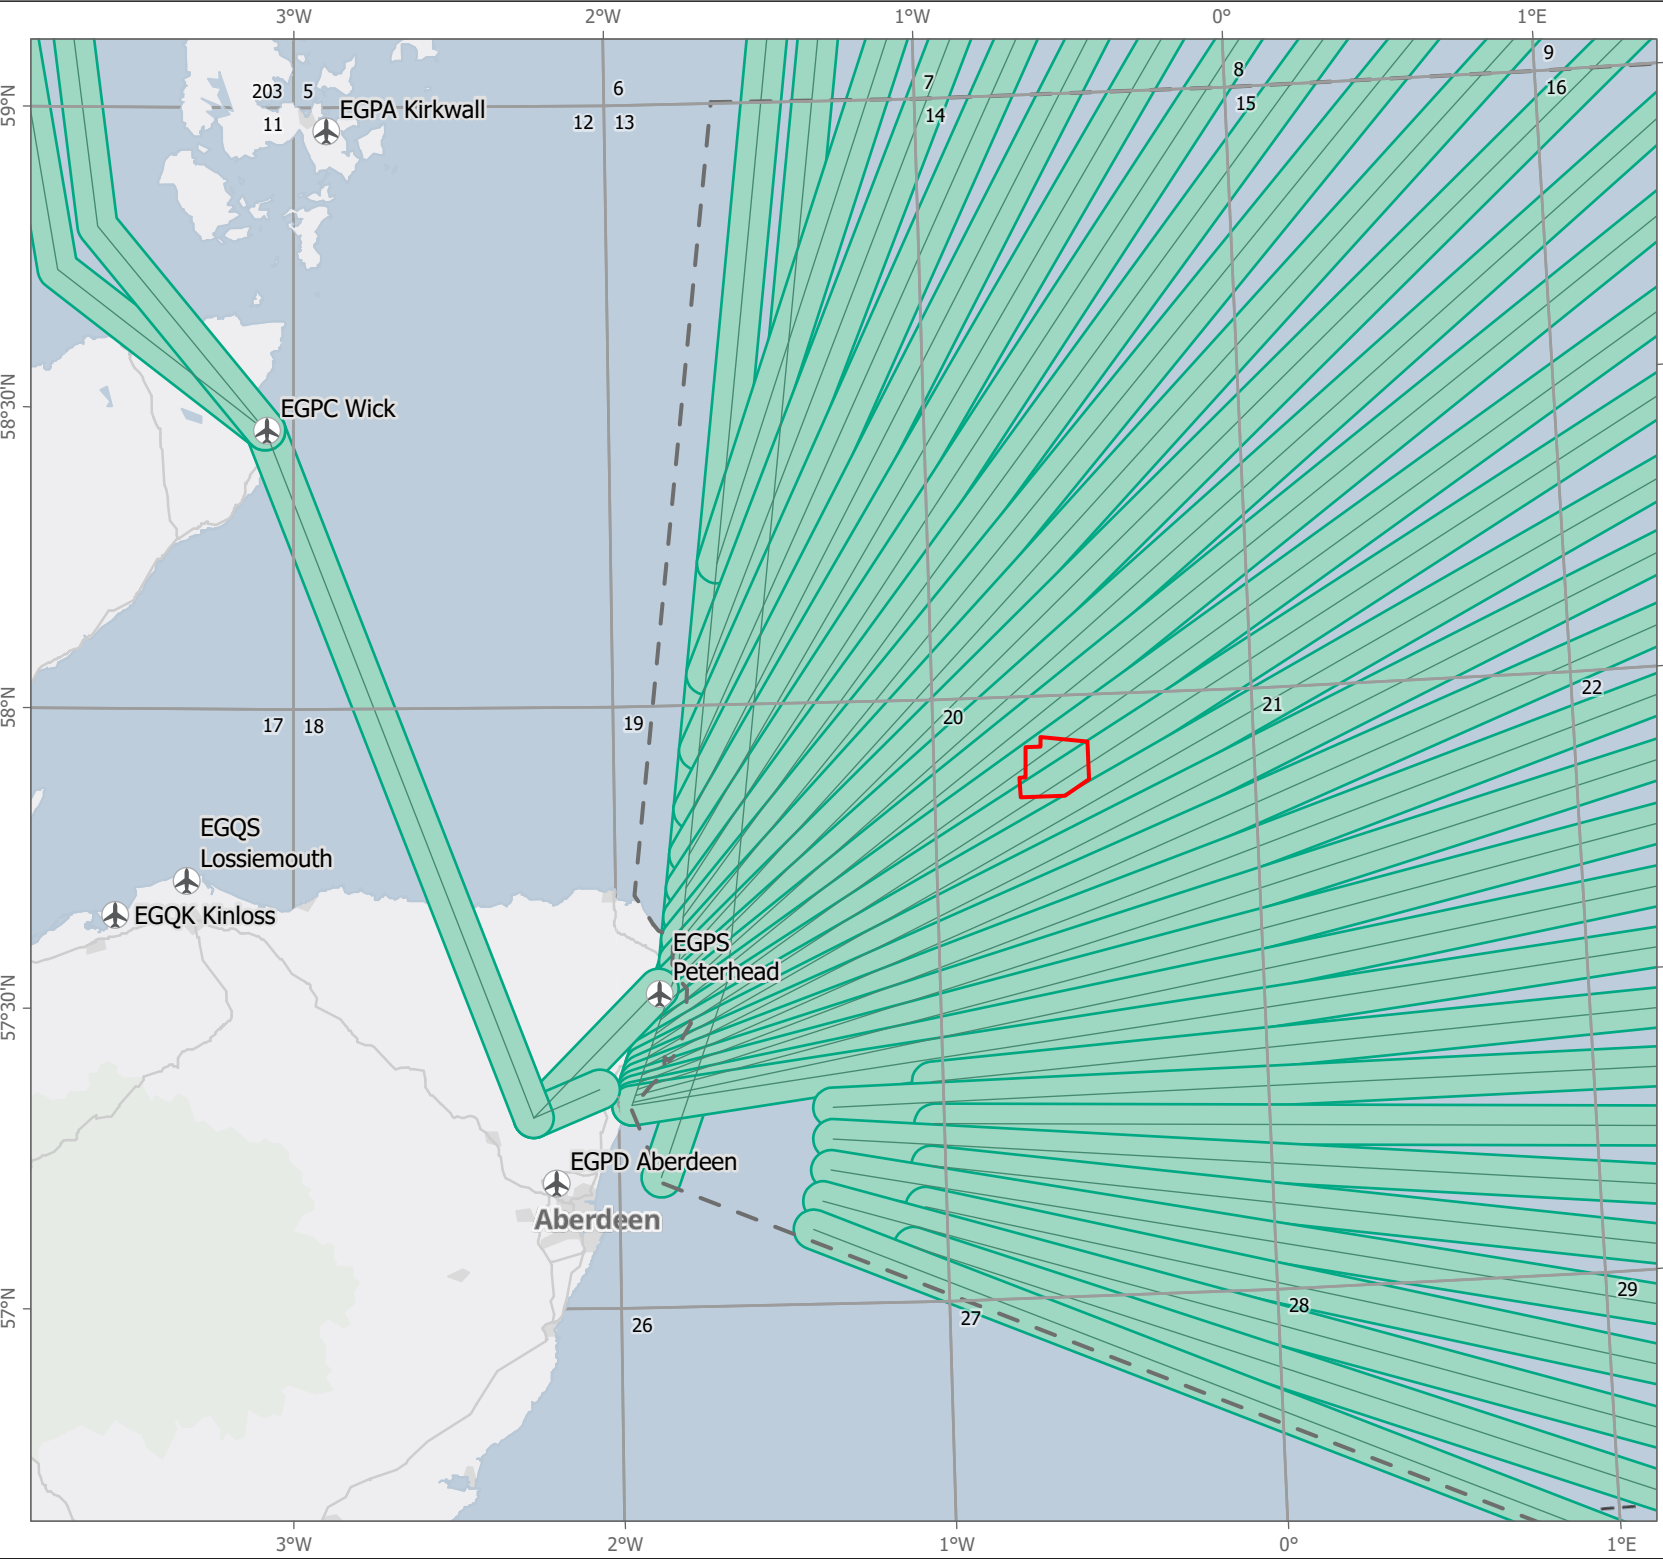 3°W
2°W
1°W
0°
1°E
59°N
203
5
6
7
8
9
11
12
13
14
15
16
EGPA Kirkwall
58°30'N
EGPC Wick
58°N
17
18
19
20
21
22
EGQS
Lossiemouth
EGQK Kinloss
EGPS
Peterhead
57°30'N
EGPD Aberdeen
Aberdeen
57°N
26
27
28
29
3°W
2°W
1°W
0°
1°E